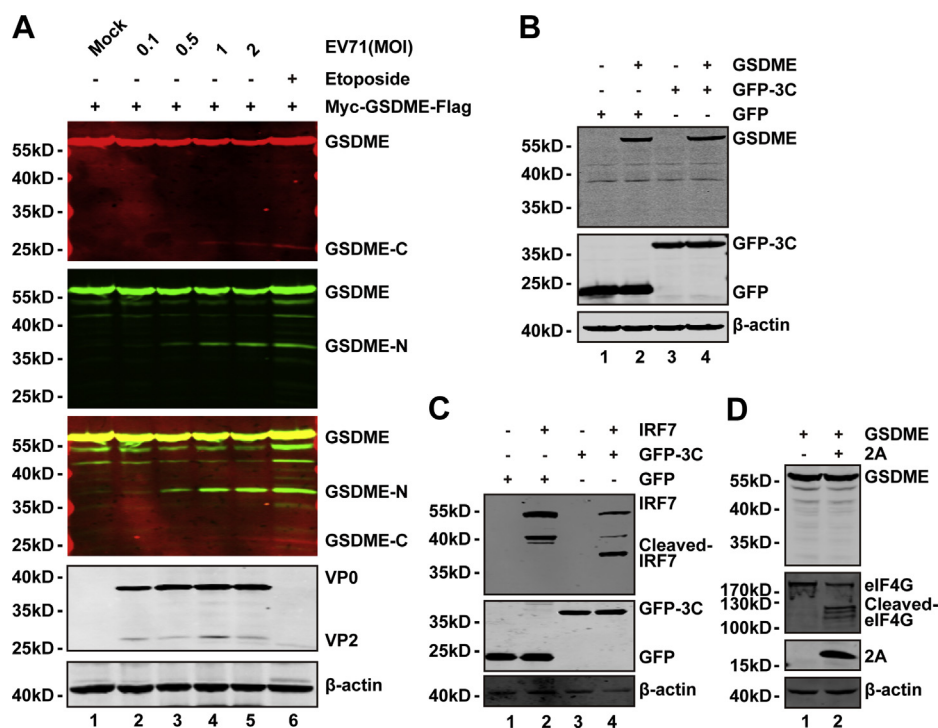 A
Mock 0.1 0.5 1 2 EV71(MOI)
- - - - - + Etoposide
+ + + + + + Myc-GSDME-Flag
55kD - GSDME
40kD -
35kD -
25kD - GSDME-C
55kD - GSDME
40kD -
35kD - GSDME-N
25kD -
55kD - GSDME
40kD -
35kD - GSDME-N
25kD - GSDME-C
40kD - VP0
35kD -
25kD - VP2
40kD - β-actin
1 2 3 4 5 6
B
- + - + GSDME
- - + + GFP-3C
+ + - - GFP
55kD - GSDME
40kD -
35kD -
35kD - GFP-3C
25kD - GFP
40kD - β-actin
1 2 3 4
C
- + - + IRF7
- - + + GFP-3C
+ + - - GFP
55kD - IRF7
40kD - Cleaved-
IRF7
35kD -
35kD - GFP-3C
25kD - GFP
40kD - β-actin
1 2 3 4
D
+ + GSDME
- + 2A
55kD - GSDME
40kD -
35kD -
170kD - eIF4G
130kD - Cleaved-
100kD - eIF4G
15kD - 2A
40kD - β-actin
1 2